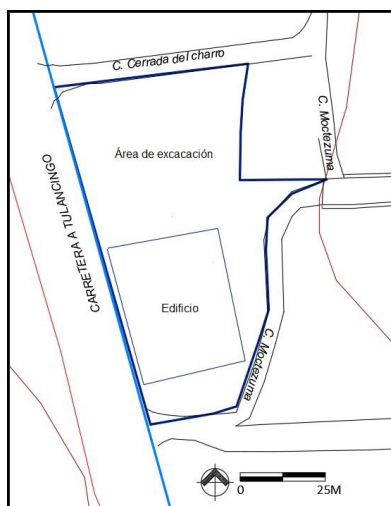 C. Cerrada del charro
C. Moctezuma
Área de excacación
CARRETERA A TULANCINGO
Edificio
C. Moctezuma
0 25M